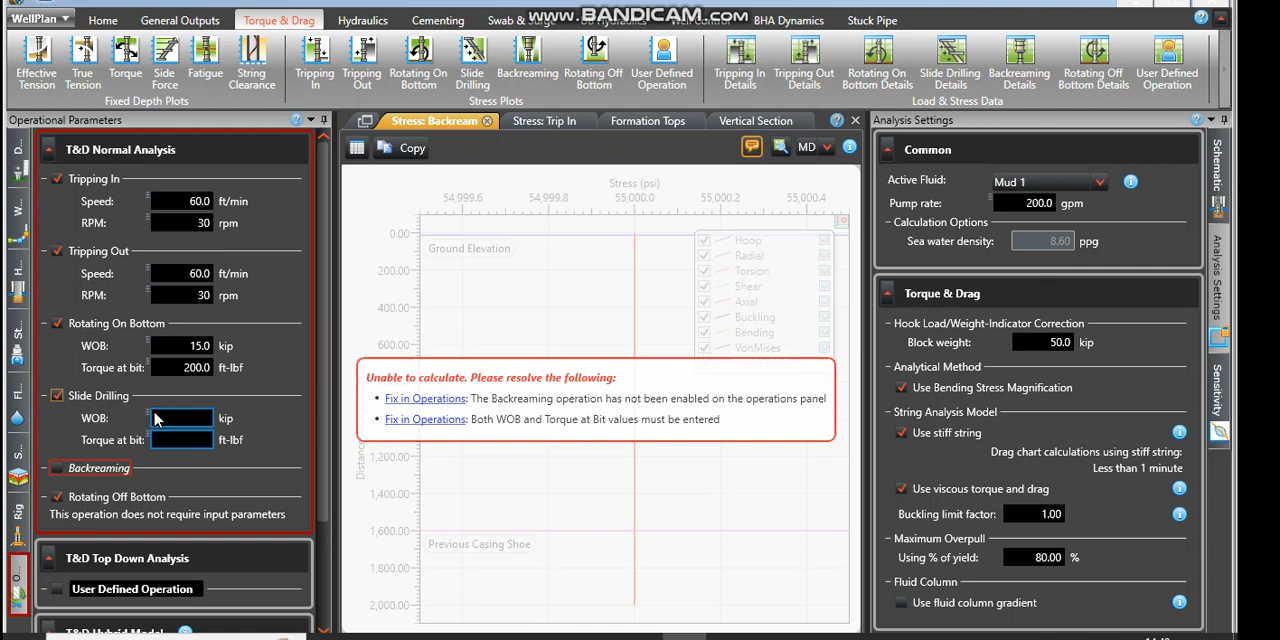 WellPlan
Home
General Outputs
Torque & Drag
Hydraulics
Cementing
Swab & Surge
BHA Dynamics
Stuck Pipe
www.BANDICAM.com
Effective Tension
True Tension
Torque
Side Force
Fatigue
String Clearance
Tripping In
Tripping Out
Rotating On Bottom
Slide Drilling
Backreaming
Rotating Off Bottom
User Defined Operation
Tripping In Details
Tripping Out Details
Rotating On Bottom Details
Slide Drilling Details
Backreaming Details
Rotating Off Bottom Details
User Defined Operation
Fixed Depth Plots
Stress Plots
Load & Stress Data
Operational Parameters
T&D Normal Analysis
Tripping In
Speed: 60.0 ft/min
RPM: 30 rpm
Tripping Out
Speed: 60.0 ft/min
RPM: 30 rpm
Rotating On Bottom
WOB: 15.0 kip
Torque at bit: 200.0 ft-lbf
Slide Drilling
WOB: kip
Torque at bit: ft-lbf
Backreaming
Rotating Off Bottom
This operation does not require input parameters
T&D Top Down Analysis
User Defined Operation
T&D Hybrid Model
D...
W...
H...
St...
Fl...
S...
Rig
O...
Stress: Backream
Stress: Trip In
Formation Tops
Vertical Section
Copy
MD
Stress (psi)
54,999.6 54,999.8 55,000.0 55,000.2 55,000.4
0.00
200.00
400.00
600.00
1,200.00
1,400.00
1,600.00
1,800.00
2,000.00
Ground Elevation
Previous Casing Shoe
Hoop
Radial
Torsion
Shear
Axial
Buckling
Bending
VonMises
Unable to calculate. Please resolve the following:
• Fix in Operations: The Backreaming operation has not been enabled on the operations panel
• Fix in Operations: Both WOB and Torque at Bit values must be entered
Analysis Settings
Common
Active Fluid: Mud 1
Pump rate: 200.0 gpm
Calculation Options
Sea water density: 8.60 ppg
Torque & Drag
Hook Load/Weight-Indicator Correction
Block weight: 50.0 kip
Analytical Method
Use Bending Stress Magnification
String Analysis Model
Use stiff string
Drag chart calculations using stiff string:
Less than 1 minute
Use viscous torque and drag
Buckling limit factor: 1.00
Maximum Overpull
Using % of yield: 80.00 %
Fluid Column
Use fluid column gradient
Schematic
Analysis Settings
Sensitivity